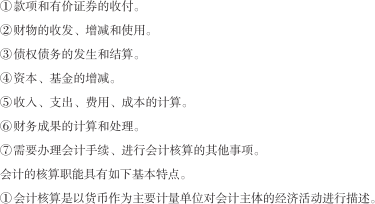 ①款项和有价证券的收付。
②财物的收发、增减和使用。
③债权债务的发生和结算。
④资本、基金的增减。
⑤收入、支出、费用、成本的计算。
⑥财务成果的计算和处理。
⑦需要办理会计手续、进行会计核算的其他事项。
会计的核算职能具有如下基本特点。
①会计核算是以货币作为主要计量单位对会计主体的经济活动进行描述。